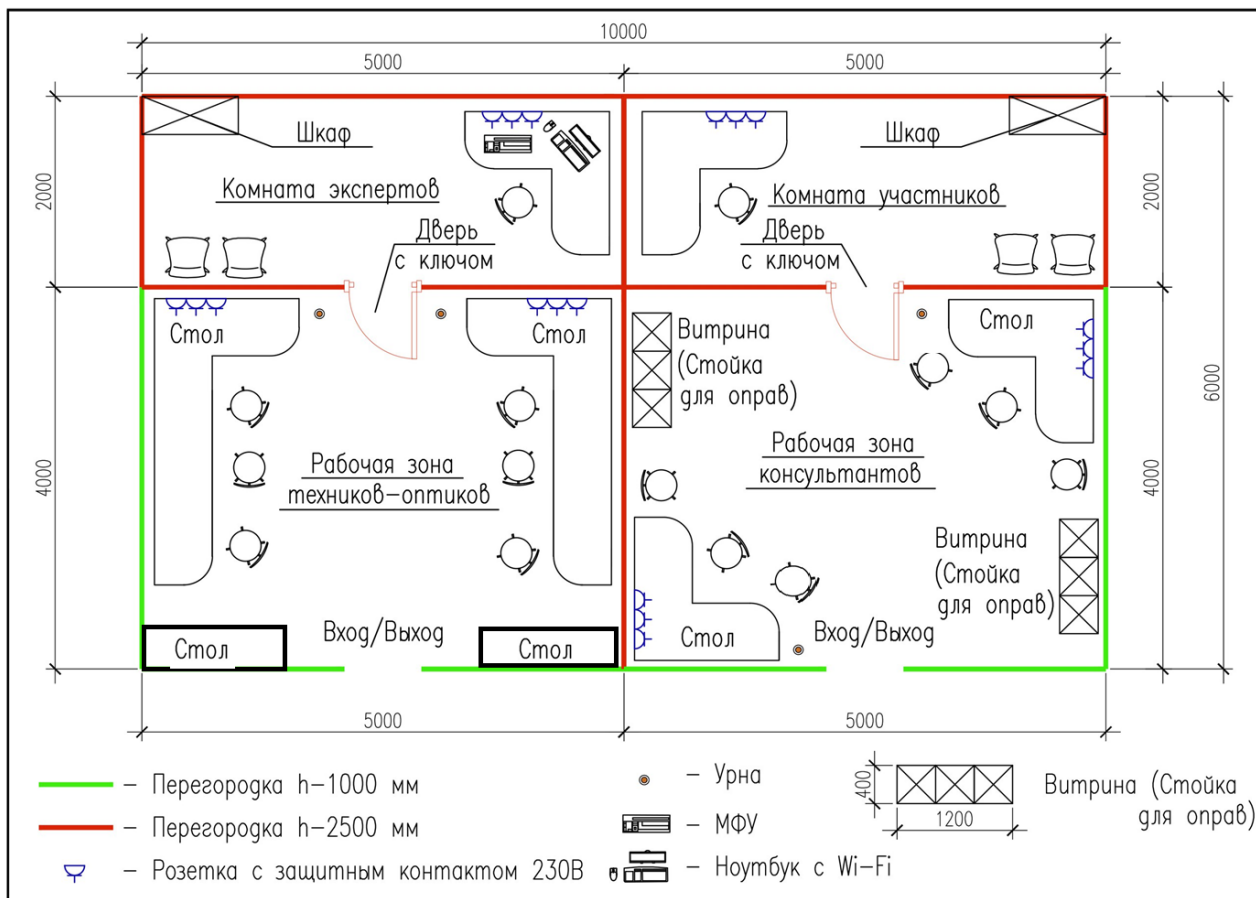 10000
5000
5000
Шкаф
Шкаф
2000
Комната экспертов
Комната участников
2000
Дверь
с ключом
Дверь
с ключом
Стол
Стол
Витрина
(Стойка
для оправ)
Стол
6000
4000
Рабочая зона
техников-оптиков
Рабочая зона
консультантов
4000
Витрина
(Стойка
для оправ)
Стол
Вход/Выход
Стол
Стол
Вход/Выход
5000
5000
– Перегородка h-1000 мм
– Перегородка h-2500 мм
– Розетка с защитным контактом 230В
– Урна
– МФУ
– Ноутбук с Wi-Fi
400
1200
Витрина (Стойка
для оправ)